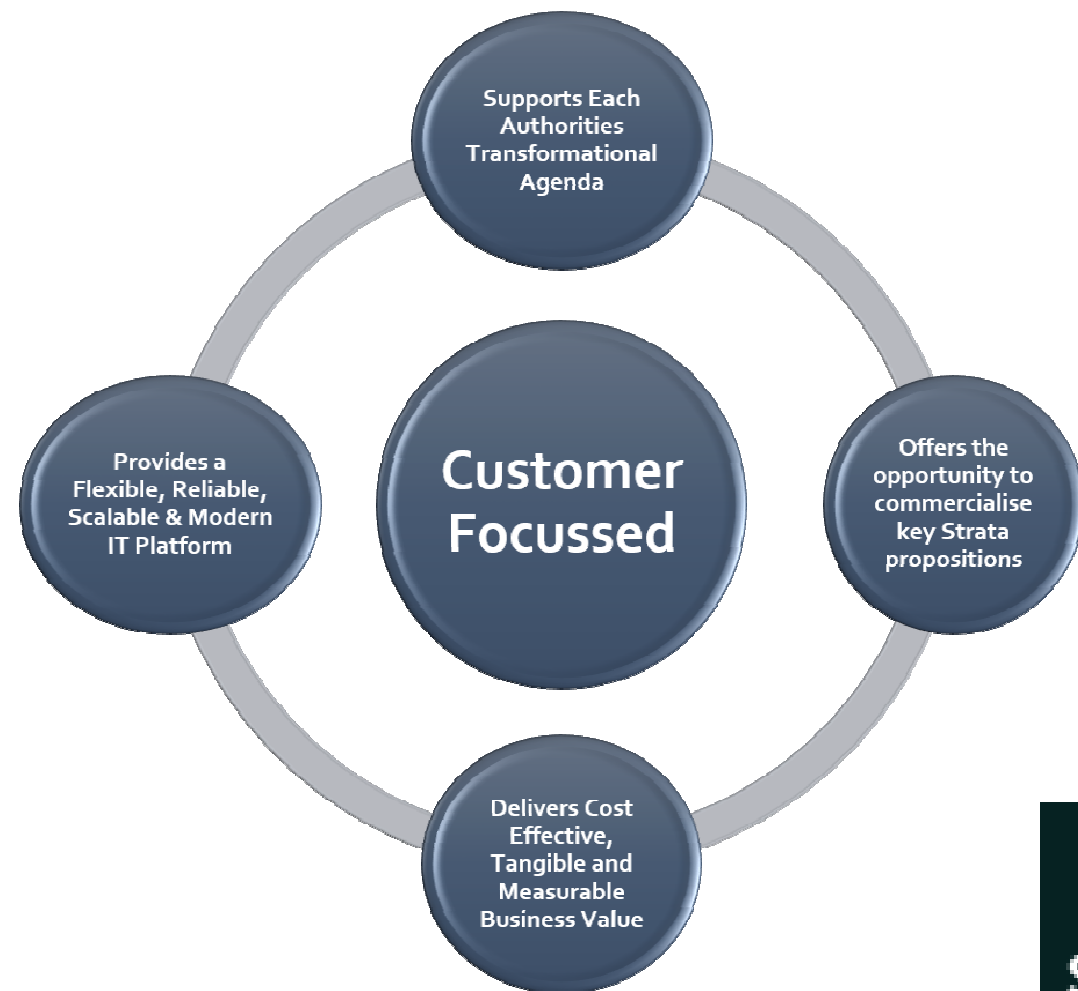 Supports Each
Authorities
Transformational
Agenda
Provides a
Flexible, Reliable,
Scalable & Modern
IT Platform
Customer
Focussed
Offers the
opportunity to
commercialise
key Strata
propositions
Delivers Cost
Effective,
Tangible and
Measurable
Business Value